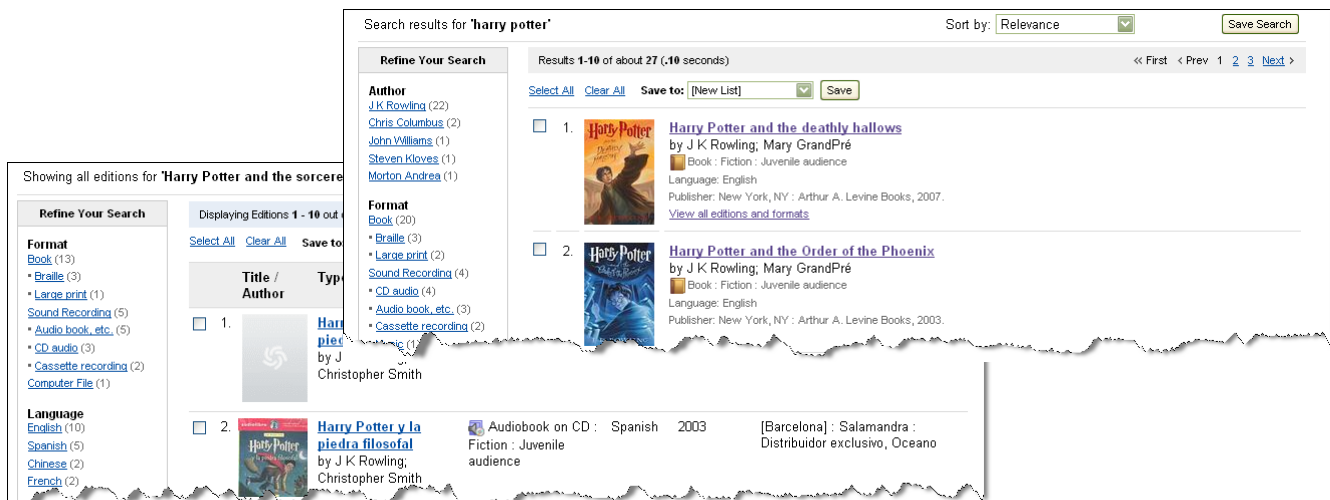 Search results for 'harry potter'
Sort by: Relevance
Save Search
Refine Your Search
Author
J K Rowling (22)
Chris Columbus (2)
John Williams (1)
Steven Kloves (1)
Morton Andrea (1)
Format
Book (20)
Braille (3)
Large print (2)
Sound Recording (4)
CD audio (4)
Audio book, etc. (3)
Cassette recording (2)
Results 1-10 of about 27 (.10 seconds)
« First < Prev 1 2 3 Next >
Select All Clear All Save to: [New List] Save
1. Harry Potter and the deathly hallows
by J K Rowling; Mary GrandPré
Book : Fiction : Juvenile audience
Language: English
Publisher: New York, NY : Arthur A. Levine Books, 2007.
View all editions and formats
Harry Potter
2. Harry Potter and the Order of the Phoenix
by J K Rowling; Mary GrandPré
Book : Fiction : Juvenile audience
Language: English
Publisher: New York, NY : Arthur A. Levine Books, 2003.
Harry Potter
Showing all editions for 'Harry Potter and the sorcere
Refine Your Search
Format
Book (13)
Braille (3)
Large print (1)
Sound Recording (5)
Audio book, etc. (5)
CD audio (3)
Cassette recording (2)
Computer File (1)
Language
English (10)
Spanish (5)
Chinese (2)
French (2)
Displaying Editions 1 - 10 out
Select All Clear All Save to:
Title /
Author
Type
1. Harr
by J
Christopher Smith
2. Harry Potter y la
piedra filosofal
by J K Rowling;
Christopher Smith
Audiobook on CD :
Fiction : Juvenile
audience
Spanish
2003
[Barcelona] : Salamandra :
Distribuidor exclusivo, Oceano
Harry Potter